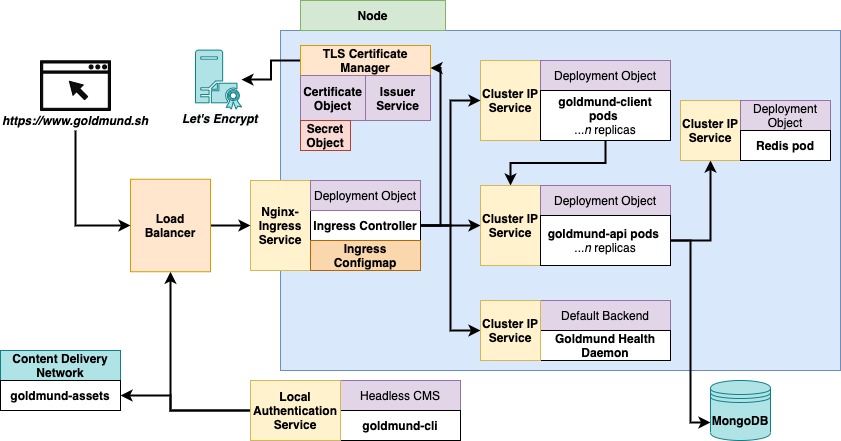 Node
https://www.goldmund.sh
Let's Encrypt
TLS Certificate
Manager
Certificate
Object
Issuer
Service
Secret
Object
Cluster IP
Service
Deployment Object
goldmund-client
pods
...n replicas
Cluster IP
Service
Deployment
Object
Redis pod
Load
Balancer
Nginx-
Ingress
Service
Deployment Object
Ingress Controller
Ingress
Configmap
Cluster IP
Service
Deployment Object
goldmund-api pods
...n replicas
Cluster IP
Service
Default Backend
Goldmund Health
Daemon
Content Delivery
Network
goldmund-assets
Local
Authentication
Service
Headless CMS
goldmund-cli
MongoDB